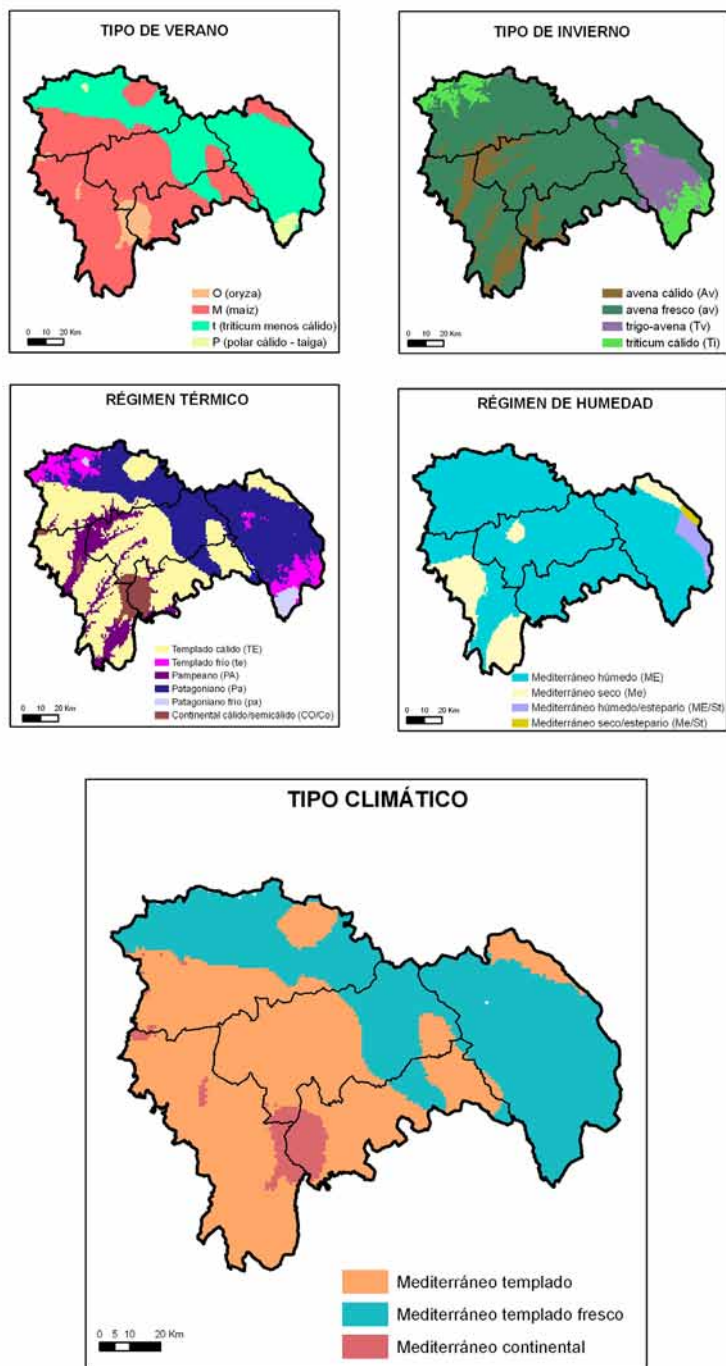 TIPO DE VERANO
O (oryza)
M (maiz)
t (triticum menos cálido)
P (polar cálido - taiga)
0 10 20 Km
TIPO DE INVIERNO
avena cálido (Av)
avena fresco (av)
trigo-avena (Tv)
triticum cálido (Ti)
0 10 20 Km
RÉGIMEN TÉRMICO
Templado cálido (TE)
Templado frío (te)
Pampeano (PA)
Patagoniano (Pa)
Patagoniano frío (pa)
Continental cálido/semicálido (CO/Co)
0 10 20 Km
RÉGIMEN DE HUMEDAD
Mediterráneo húmedo (ME)
Mediterráneo seco (Me)
Mediterráneo húmedo/estepario (ME/St)
Mediterráneo seco/estepario (Me/St)
0 10 20 Km
TIPO CLIMÁTICO
Mediterráneo templado
Mediterráneo templado fresco
Mediterráneo continental
0 5 10 20 Km